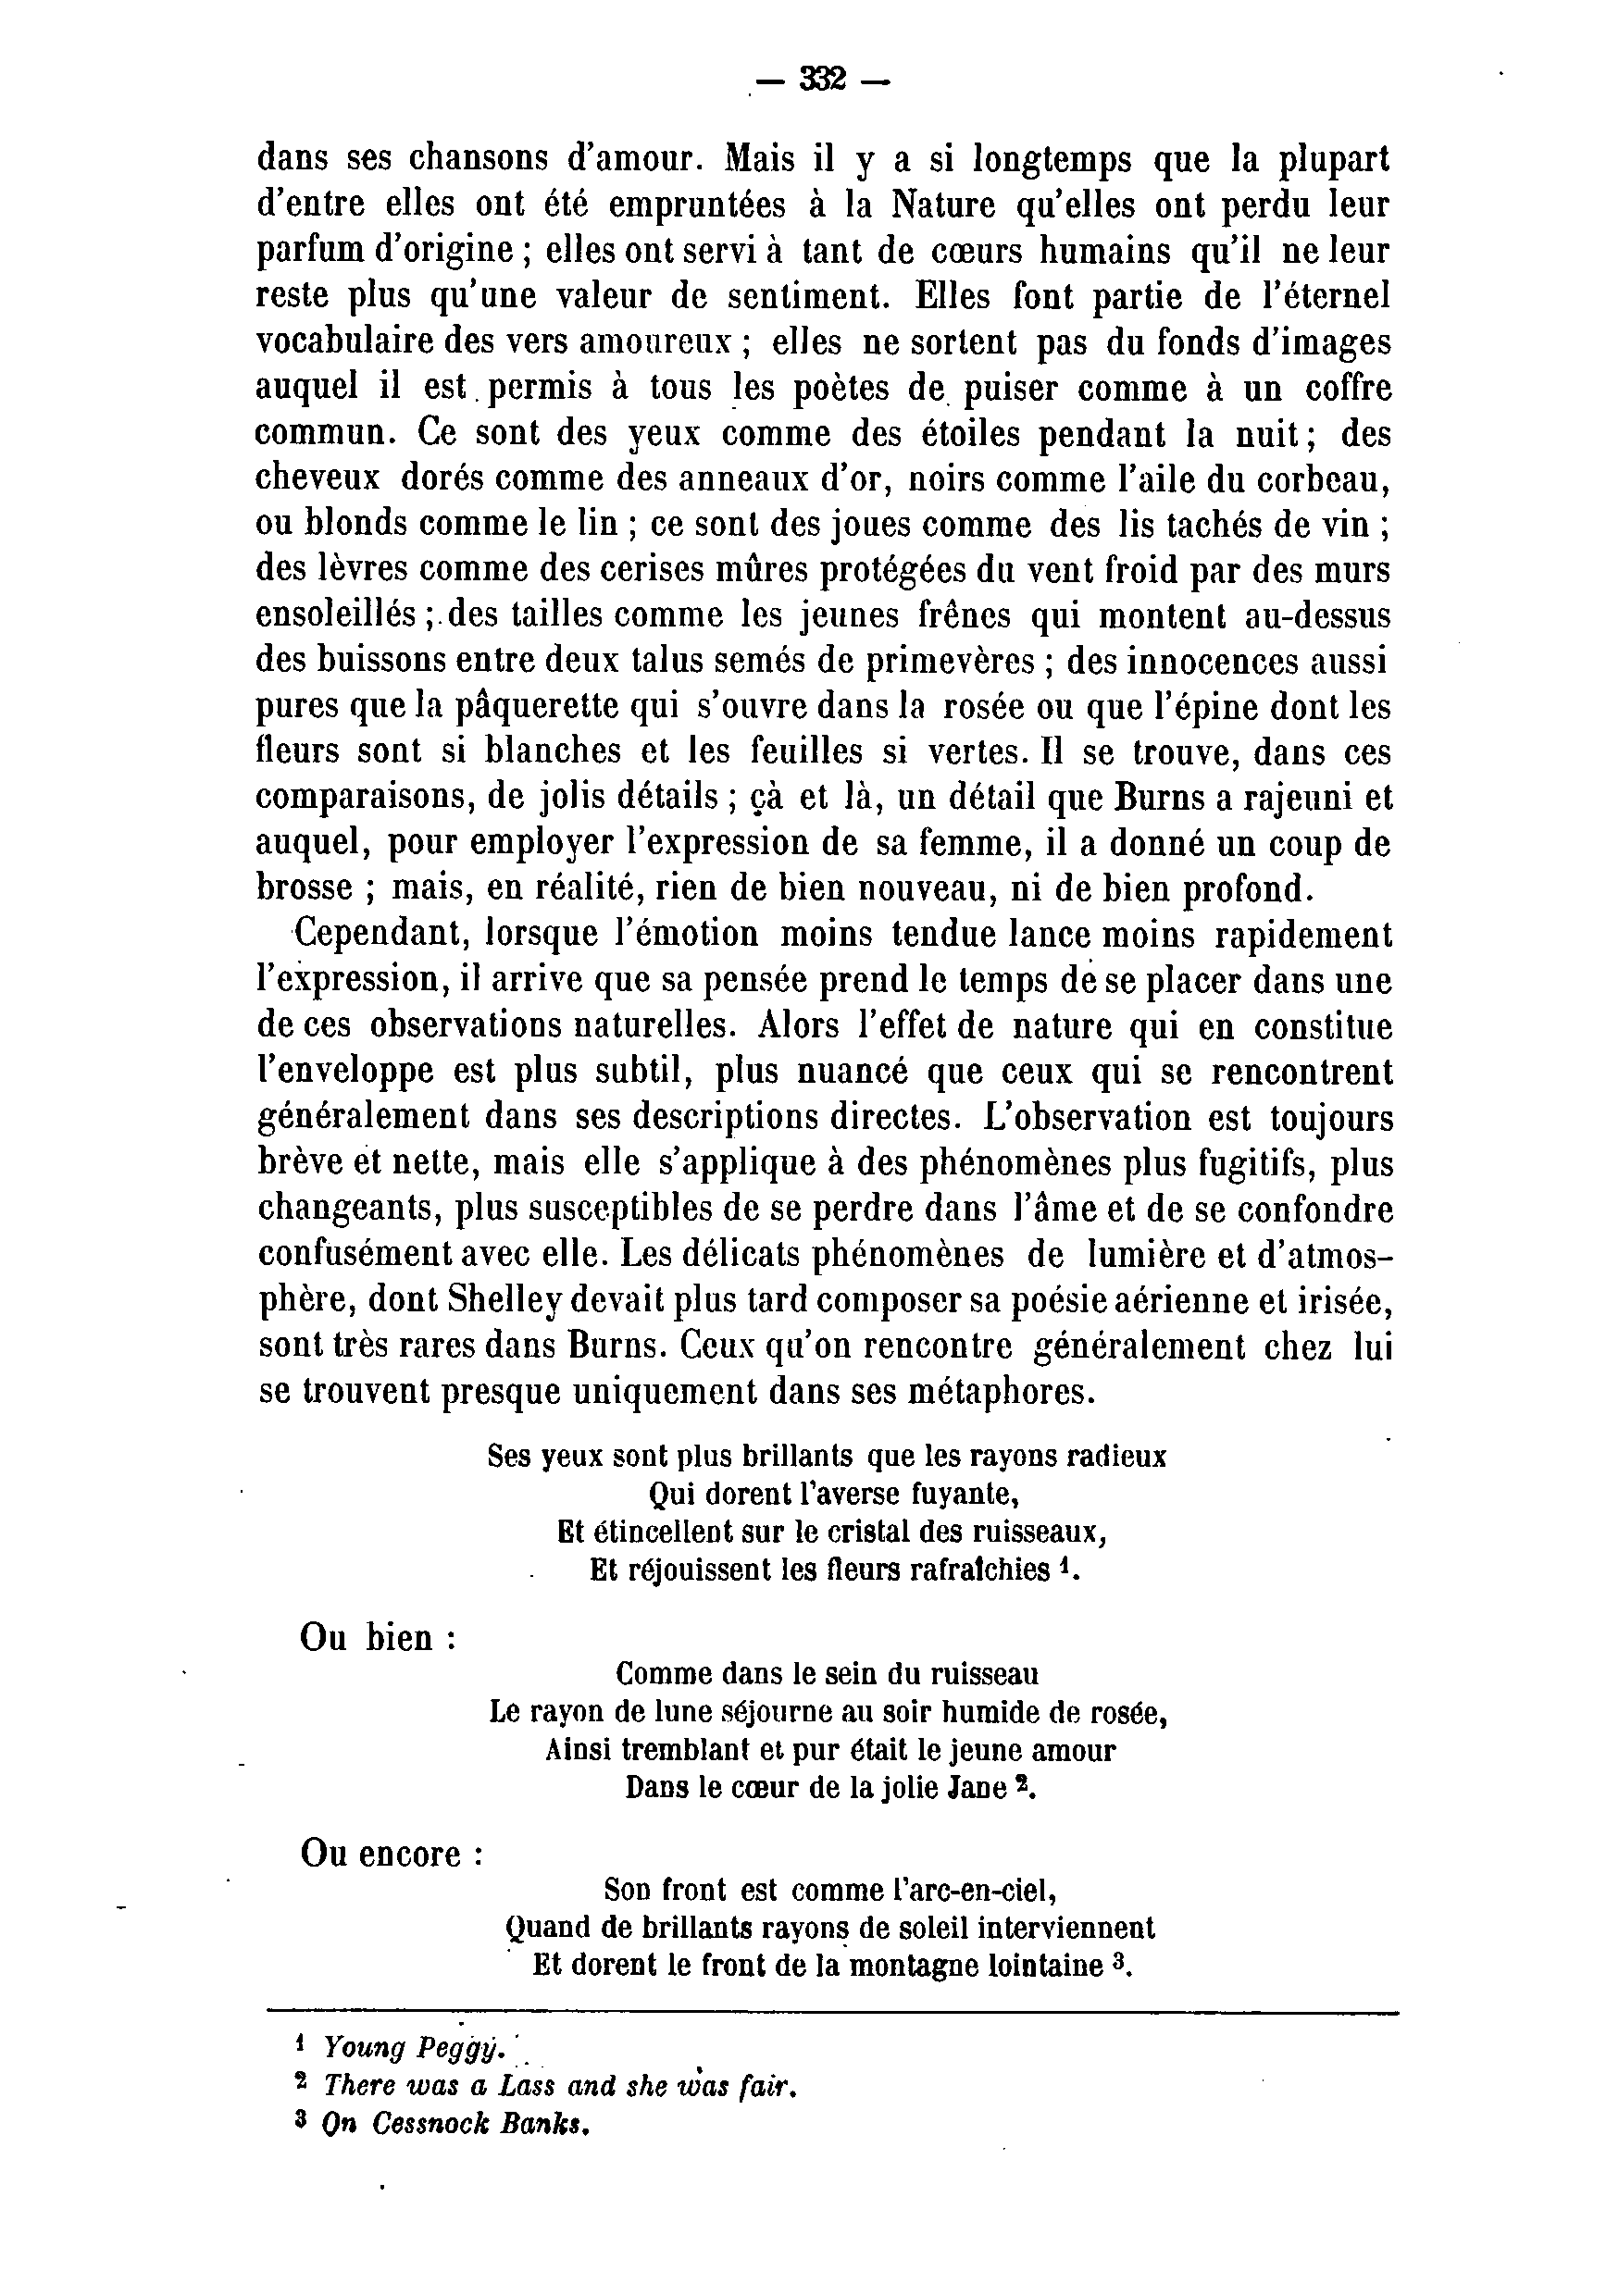 — 332 —
dans ses chansons d'amour. Mais il y a si longtemps que la plupart
d'entre elles ont été empruntées à la Nature qu'elles ont perdu leur
parfum d'origine ; elles ont servi à tant de cœurs humains qu'il ne leur
reste plus qu'une valeur de sentiment. Elles font partie de l'éternel
vocabulaire des vers amoureux ; elles ne sortent pas du fonds d'images
auquel il est permis à tous les poètes de puiser comme à un coffre
commun. Ce sont des yeux comme des étoiles pendant la nuit ; des
cheveux dorés comme des anneaux d'or, noirs comme l'aile du corbeau,
ou blonds comme le lin ; ce sont des joues comme des lis tachés de vin ;
des lèvres comme des cerises mûres protégées du vent froid par des murs
ensoleillés ; des tailles comme les jeunes frênes qui montent au-dessus
des buissons entre deux talus semés de primevères ; des innocences aussi
pures que la pâquerette qui s'ouvre dans la rosée ou que l'épine dont les
fleurs sont si blanches et les feuilles si vertes. Il se trouve, dans ces
comparaisons, de jolis détails ; çà et là, un détail que Burns a rajeuni et
auquel, pour employer l'expression de sa femme, il a donné un coup de
brosse ; mais, en réalité, rien de bien nouveau, ni de bien profond.
Cependant, lorsque l'émotion moins tendue lance moins rapidement
l'expression, il arrive que sa pensée prend le temps de se placer dans une
de ces observations naturelles. Alors l'effet de nature qui en constitue
l'enveloppe est plus subtil, plus nuancé que ceux qui se rencontrent
généralement dans ses descriptions directes. L'observation est toujours
brève et nette, mais elle s'applique à des phénomènes plus fugitifs, plus
changeants, plus susceptibles de se perdre dans l'âme et de se confondre
confusément avec elle. Les délicats phénomènes de lumière et d'atmos-
phère, dont Shelley devait plus tard composer sa poésie aérienne et irisée,
sont très rares dans Burns. Ceux qu'on rencontre généralement chez lui
se trouvent presque uniquement dans ses métaphores.
Ses yeux sont plus brillants que les rayons radieux
Qui dorent l'averse fuyante,
Et étincellent sur le cristal des ruisseaux,
Et réjouissent les fleurs rafraîchies ¹.
Ou bien :
Comme dans le sein du ruisseau
Le rayon de lune séjourne au soir humide de rosée,
Ainsi tremblant et pur était le jeune amour
Dans le cœur de la jolie Jane ².
Ou encore :
Son front est comme l'arc-en-ciel,
Quand de brillants rayons de soleil interviennent
Et dorent le front de la montagne lointaine ³.
¹ Young Peggy.
² There was a Lass and she was fair.
³ On Cessnock Banks.